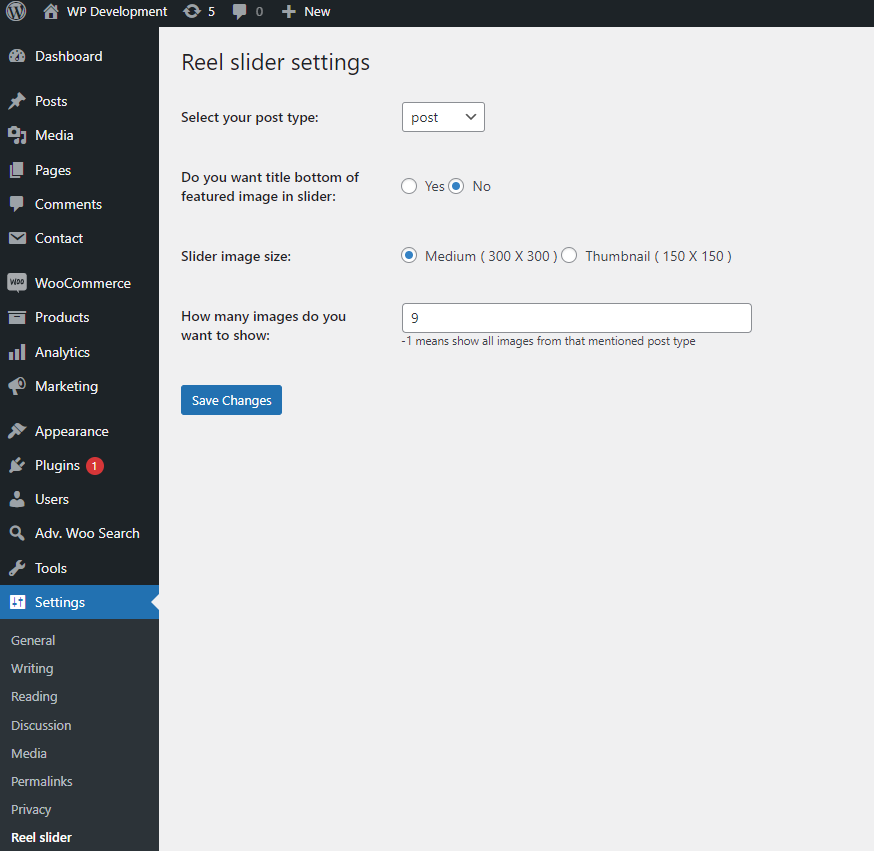 WP Development 5 0 New
Dashboard
Posts
Media
Pages
Comments
Contact
WooCommerce
Products
Analytics
Marketing
Appearance
Plugins 1
Users
Adv. Woo Search
Tools
Settings
General
Writing
Reading
Discussion
Media
Permalinks
Privacy
Reel slider
Reel slider settings
Select your post type:
post
Do you want title bottom of
featured image in slider:
Yes No
Slider image size:
Medium ( 300 X 300 ) Thumbnail ( 150 X 150 )
How many images do you
want to show:
9
-1 means show all images from that mentioned post type
Save Changes